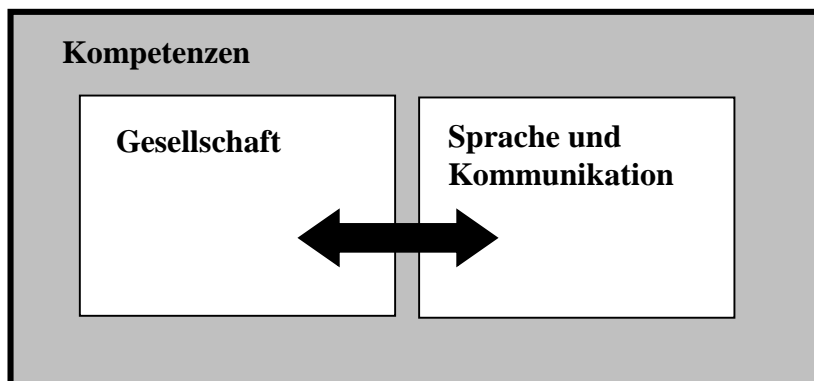 Kompetenzen
Gesellschaft
Sprache und
Kommunikation